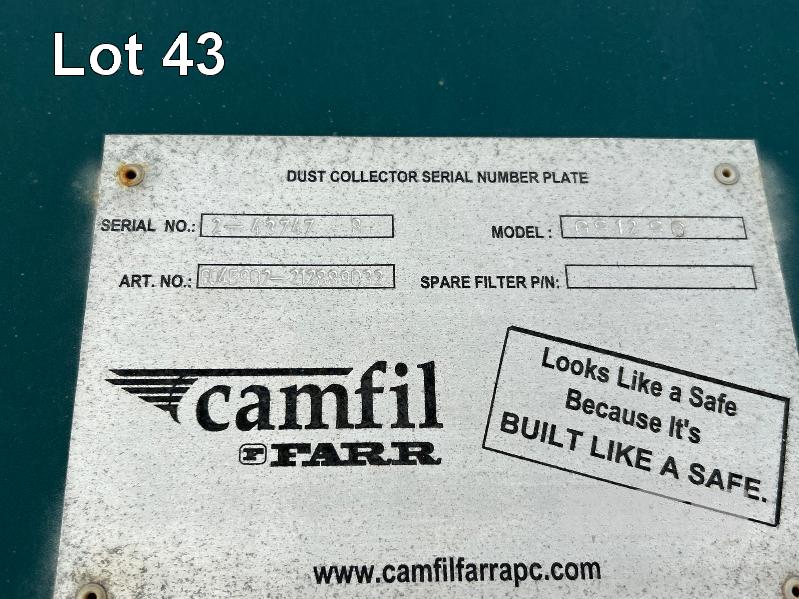 Lot 43
DUST COLLECTOR SERIAL NUMBER PLATE
SERIAL NO.:
MODEL :
ART. NO.:
SPARE FILTER P/N:
camfil
FARR
Looks Like a Safe
Because It's
BUILT LIKE A SAFE.
www.camfilfarrapc.com